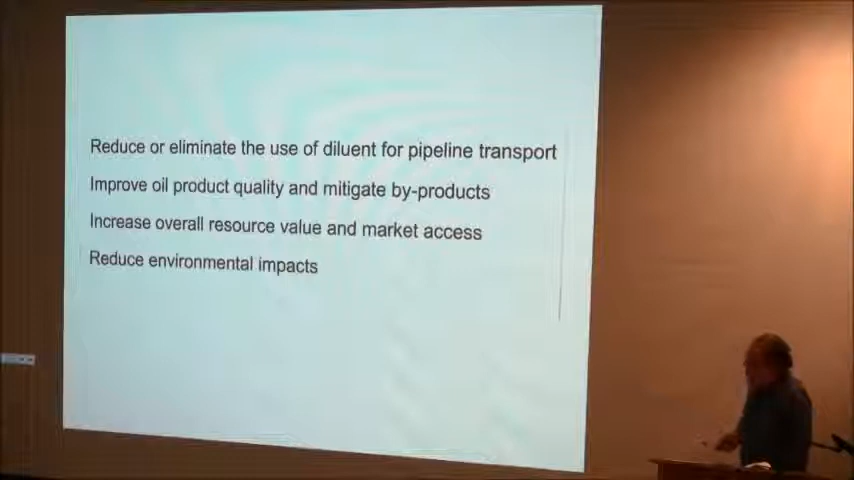 Reduce or eliminate the use of diluent for pipeline transport
Improve oil product quality and mitigate by-products
Increase overall resource value and market access
Reduce environmental impacts